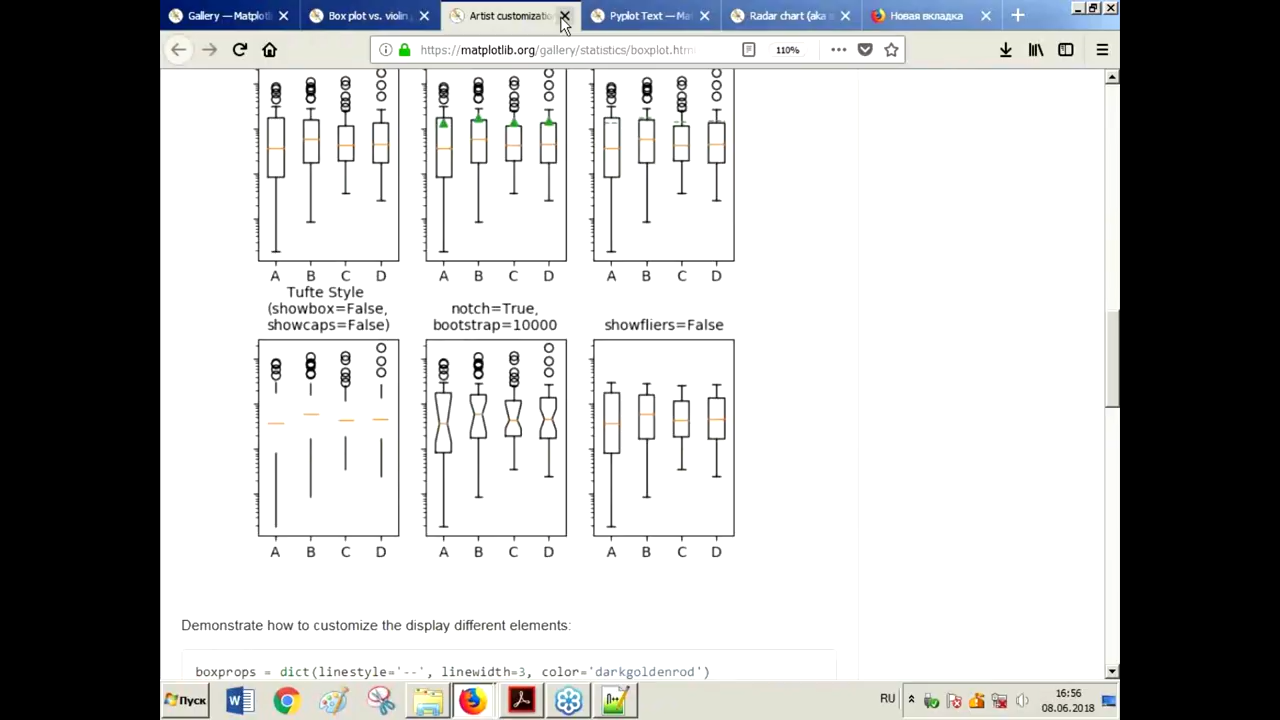 Gallery — Matplotl
Box plot vs. violin
Artist customizatio
Pyplot Text — Ma
Radar chart (aka s
Новая вкладка
https://matplotlib.org/gallery/statistics/boxplot.htm
110%
A B C D
A B C D
A B C D
Tufte Style
(showbox=False,
showcaps=False)
notch=True,
bootstrap=10000
showfliers=False
A B C D
A B C D
A B C D
Demonstrate how to customize the display different elements:
boxprops = dict(linestyle='--', linewidth=3, color='darkgoldenrod')
Пуск
RU
16:56
08.06.2018